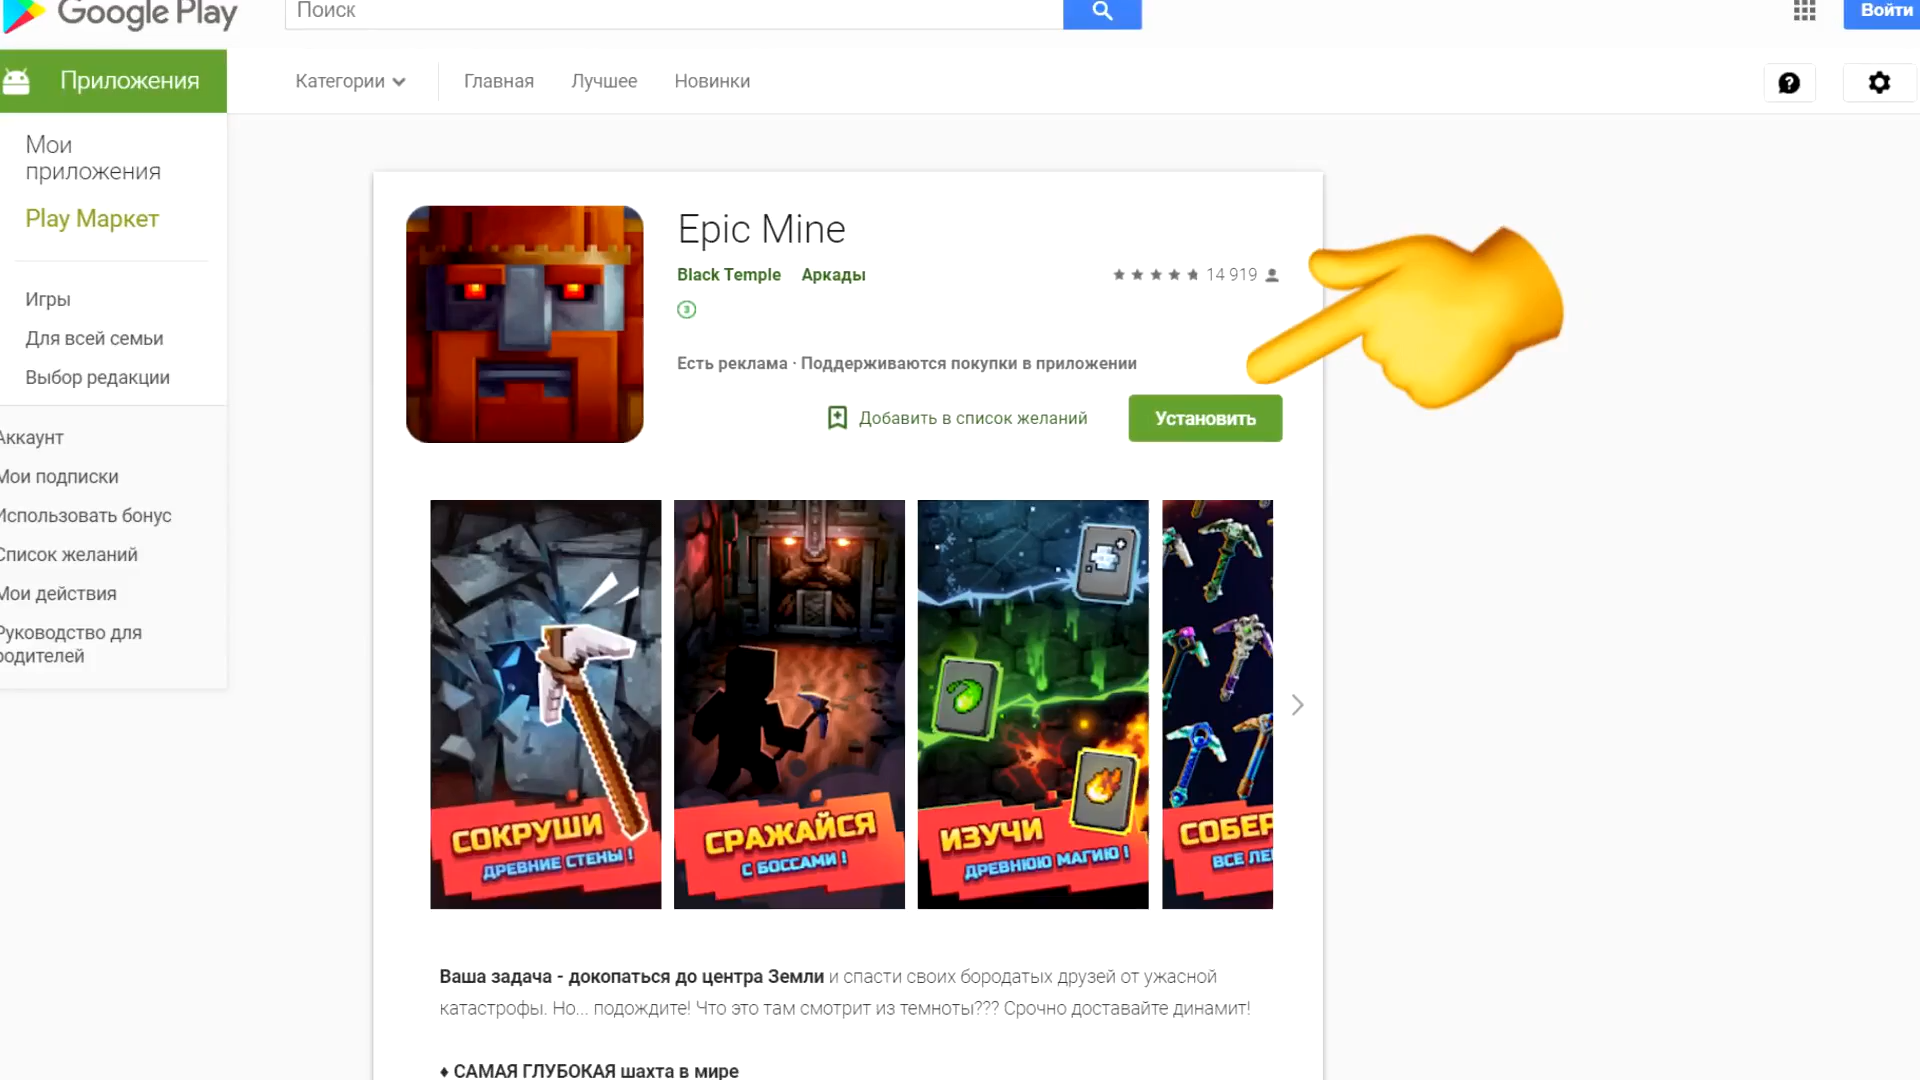 Google Play
Поиск
Войти
Приложения
Категории
Главная
Лучшее
Новинки
Мои
приложения
Play Маркет
Игры
Для всей семьи
Выбор редакции
Аккаунт
Мои подписки
Использовать бонус
Список желаний
Мои действия
Руководство для
родителей
Epic Mine
Black Temple
Аркады
14 919
3
Есть реклама · Поддерживаются покупки в приложении
Добавить в список желаний
Установить
СОКРУШИ
ДРЕВНИЕ СТЕНЫ !
СРАЖАЙСЯ
С БОССАМИ !
ИЗУЧИ
ДРЕВНЮЮ МАГИЮ !
СОБЕР
ВСЕ ЛЕ
Ваша задача - докопаться до центра Земли и спасти своих бородатых друзей от ужасной
катастрофы. Но... подождите! Что это там смотрит из темноты??? Срочно доставайте динамит!
♦ САМАЯ ГЛУБОКАЯ шахта в мире